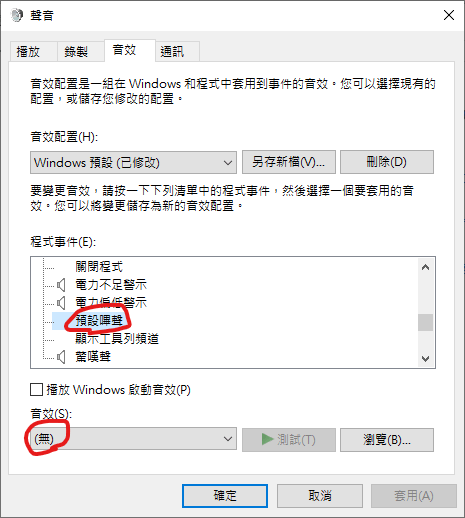 聲音
播放 錄製 音效 通訊
音效配置是一組在 Windows 和程式中套用到事件的音效。您可以選擇現有的
配置，或儲存您修改的配置。
音效配置(H):
Windows 預設 (已修改) 另存新檔(V)... 刪除(D)
要變更音效，請按一下下列清單中的程式事件，然後選擇一個要套用的音
效。您可以將變更儲存為新的音效配置。
程式事件(E):
關閉程式
電力不足警示
電力偏低警示
預設嗶聲
顯示工具列頻道
驚嘆聲
播放 Windows 啟動音效(P)
音效(S):
(無) 測試(T) 瀏覽(B)...
確定 取消 套用(A)